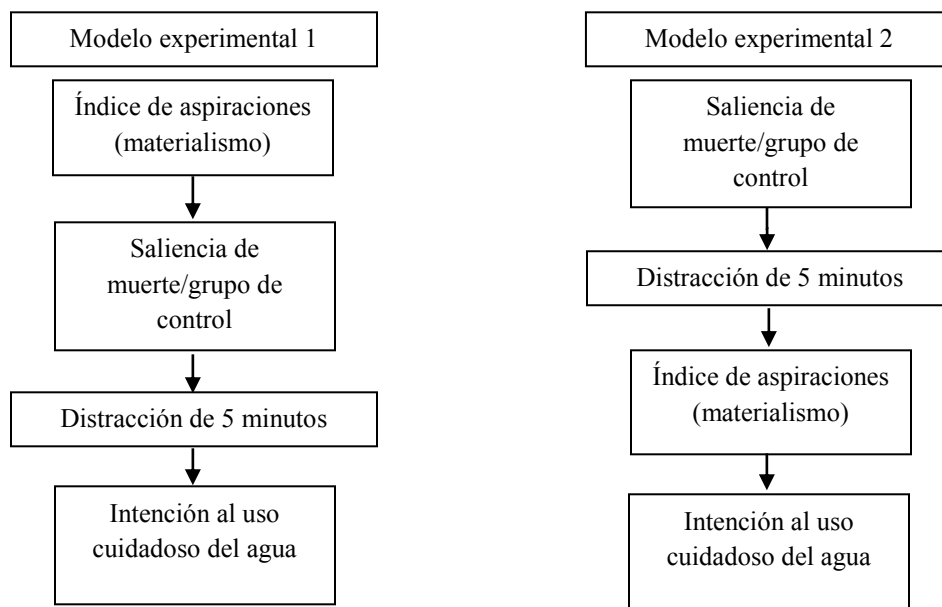 Modelo experimental 1
Índice de aspiraciones
(materialismo)
Saliencia de
muerte/grupo de
control
Distracción de 5 minutos
Intención al uso
cuidadoso del agua
Modelo experimental 2
Saliencia de
muerte/grupo de
control
Distracción de 5 minutos
Índice de aspiraciones
(materialismo)
Intención al uso
cuidadoso del agua